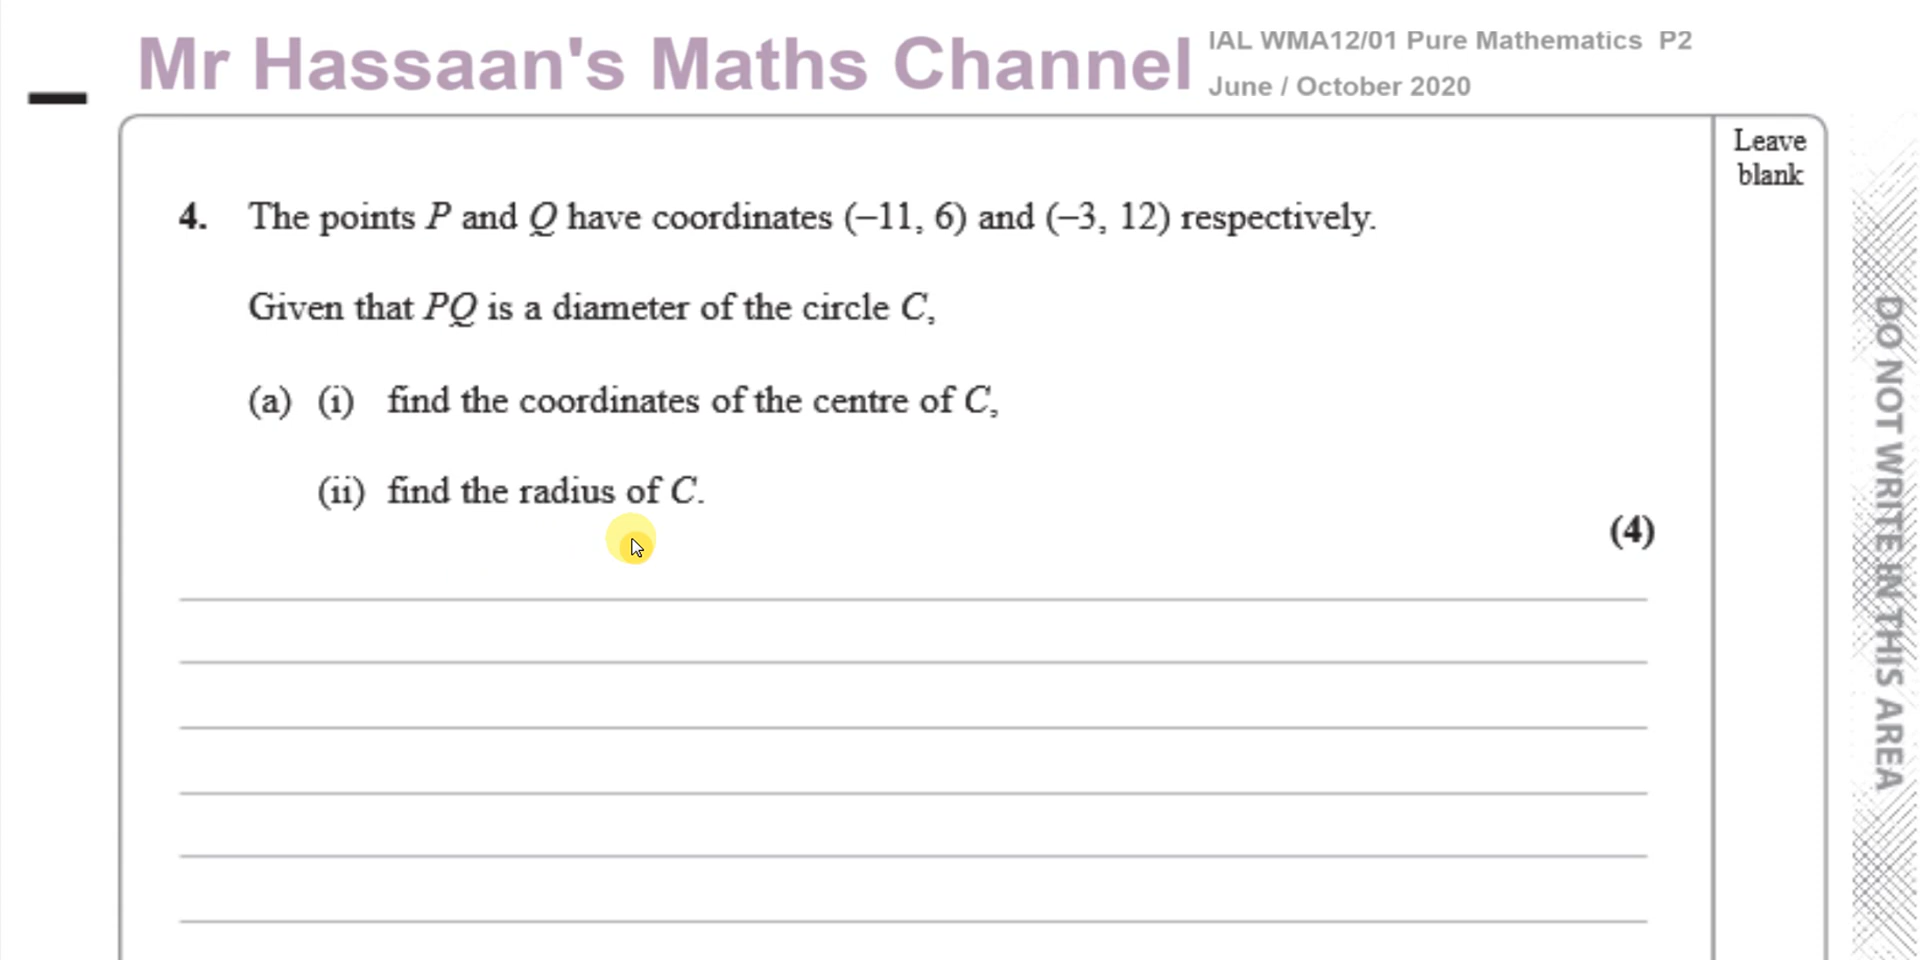 Mr Hassaan's Maths Channel
IAL WMA12/01 Pure Mathematics P2
June / October 2020
Leave
blank
4. The points P and Q have coordinates (–11, 6) and (–3, 12) respectively.
Given that PQ is a diameter of the circle C,
(a) (i) find the coordinates of the centre of C,
(ii) find the radius of C.
(4)
DO NOT WRITE IN THIS AREA